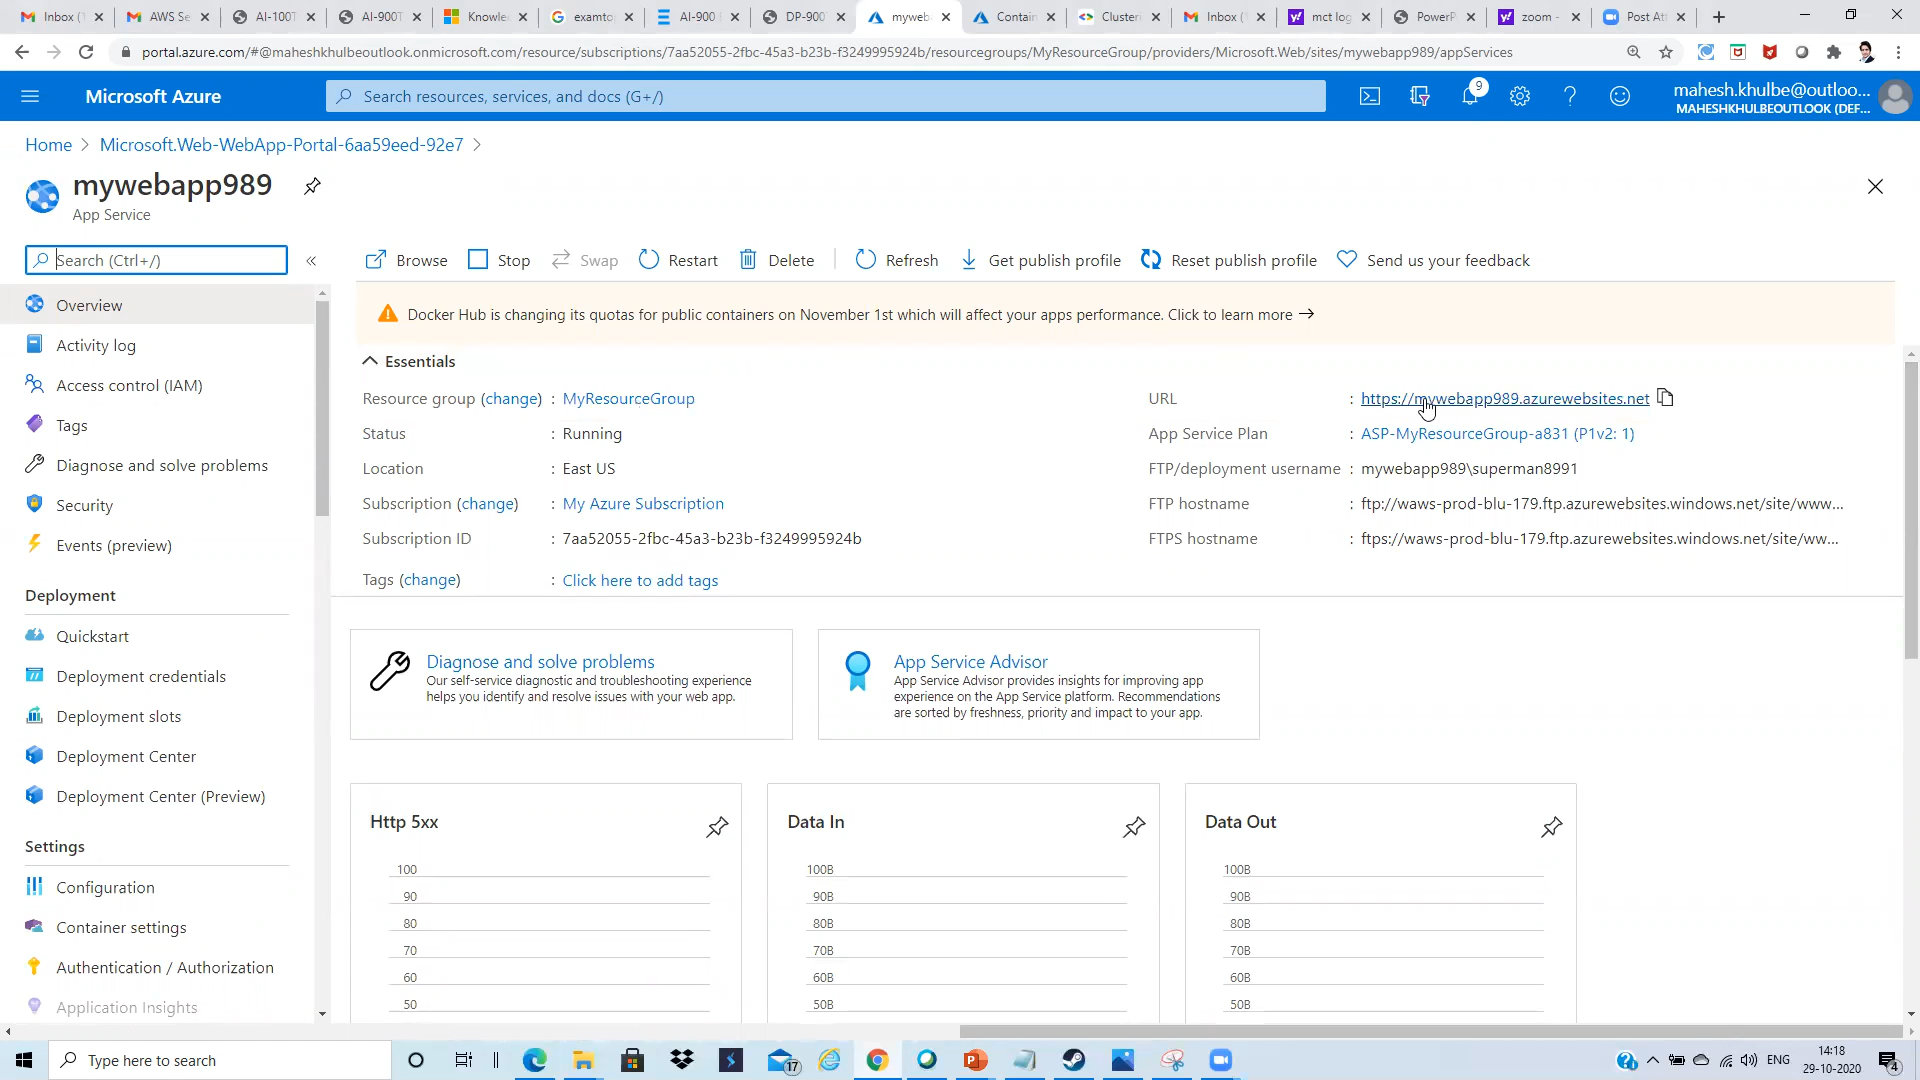 Inbox (1
AWS Se
AI-100T
AI-900T
Knowle
examto
AI-900
DP-900
myweb
Contain
Cluster
Inbox (
mct log
PowerP
zoom -
Post At
portal.azure.com/#@maheshkhulbeoutlook.onmicrosoft.com/resource/subscriptions/7aa52055-2fbc-45a3-b23b-f3249995924b/resourcegroups/MyResourceGroup/providers/Microsoft.Web/sites/mywebapp989/appServices
Microsoft Azure
Search resources, services, and docs (G+/)
9
mahesh.khulbe@outloo...
MAHESHKHULBEOUTLOOK (DEF...
Home > Microsoft.Web-WebApp-Portal-6aa59eed-92e7 >
mywebapp989
App Service
Search (Ctrl+/)
Browse
Stop
Swap
Restart
Delete
Refresh
Get publish profile
Reset publish profile
Send us your feedback
Docker Hub is changing its quotas for public containers on November 1st which will affect your apps performance. Click to learn more →
Overview
Activity log
Access control (IAM)
Tags
Diagnose and solve problems
Security
Events (preview)
Deployment
Quickstart
Deployment credentials
Deployment slots
Deployment Center
Deployment Center (Preview)
Settings
Configuration
Container settings
Authentication / Authorization
Application Insights
Essentials
Resource group (change) : MyResourceGroup
Status : Running
Location : East US
Subscription (change) : My Azure Subscription
Subscription ID : 7aa52055-2fbc-45a3-b23b-f3249995924b
Tags (change) : Click here to add tags
URL : https://mywebapp989.azurewebsites.net
App Service Plan : ASP-MyResourceGroup-a831 (P1v2: 1)
FTP/deployment username : mywebapp989\superman8991
FTP hostname : ftp://waws-prod-blu-179.ftp.azurewebsites.windows.net/site/www...
FTPS hostname : ftps://waws-prod-blu-179.ftp.azurewebsites.windows.net/site/ww...
Diagnose and solve problems
Our self-service diagnostic and troubleshooting experience
helps you identify and resolve issues with your web app.
App Service Advisor
App Service Advisor provides insights for improving app
experience on the App Service platform. Recommendations
are sorted by freshness, priority and impact to your app.
Http 5xx
100
90
80
70
60
50
Data In
100B
90B
80B
70B
60B
50B
Data Out
100B
90B
80B
70B
60B
50B
Type here to search
17
ENG
14:18
29-10-2020
4